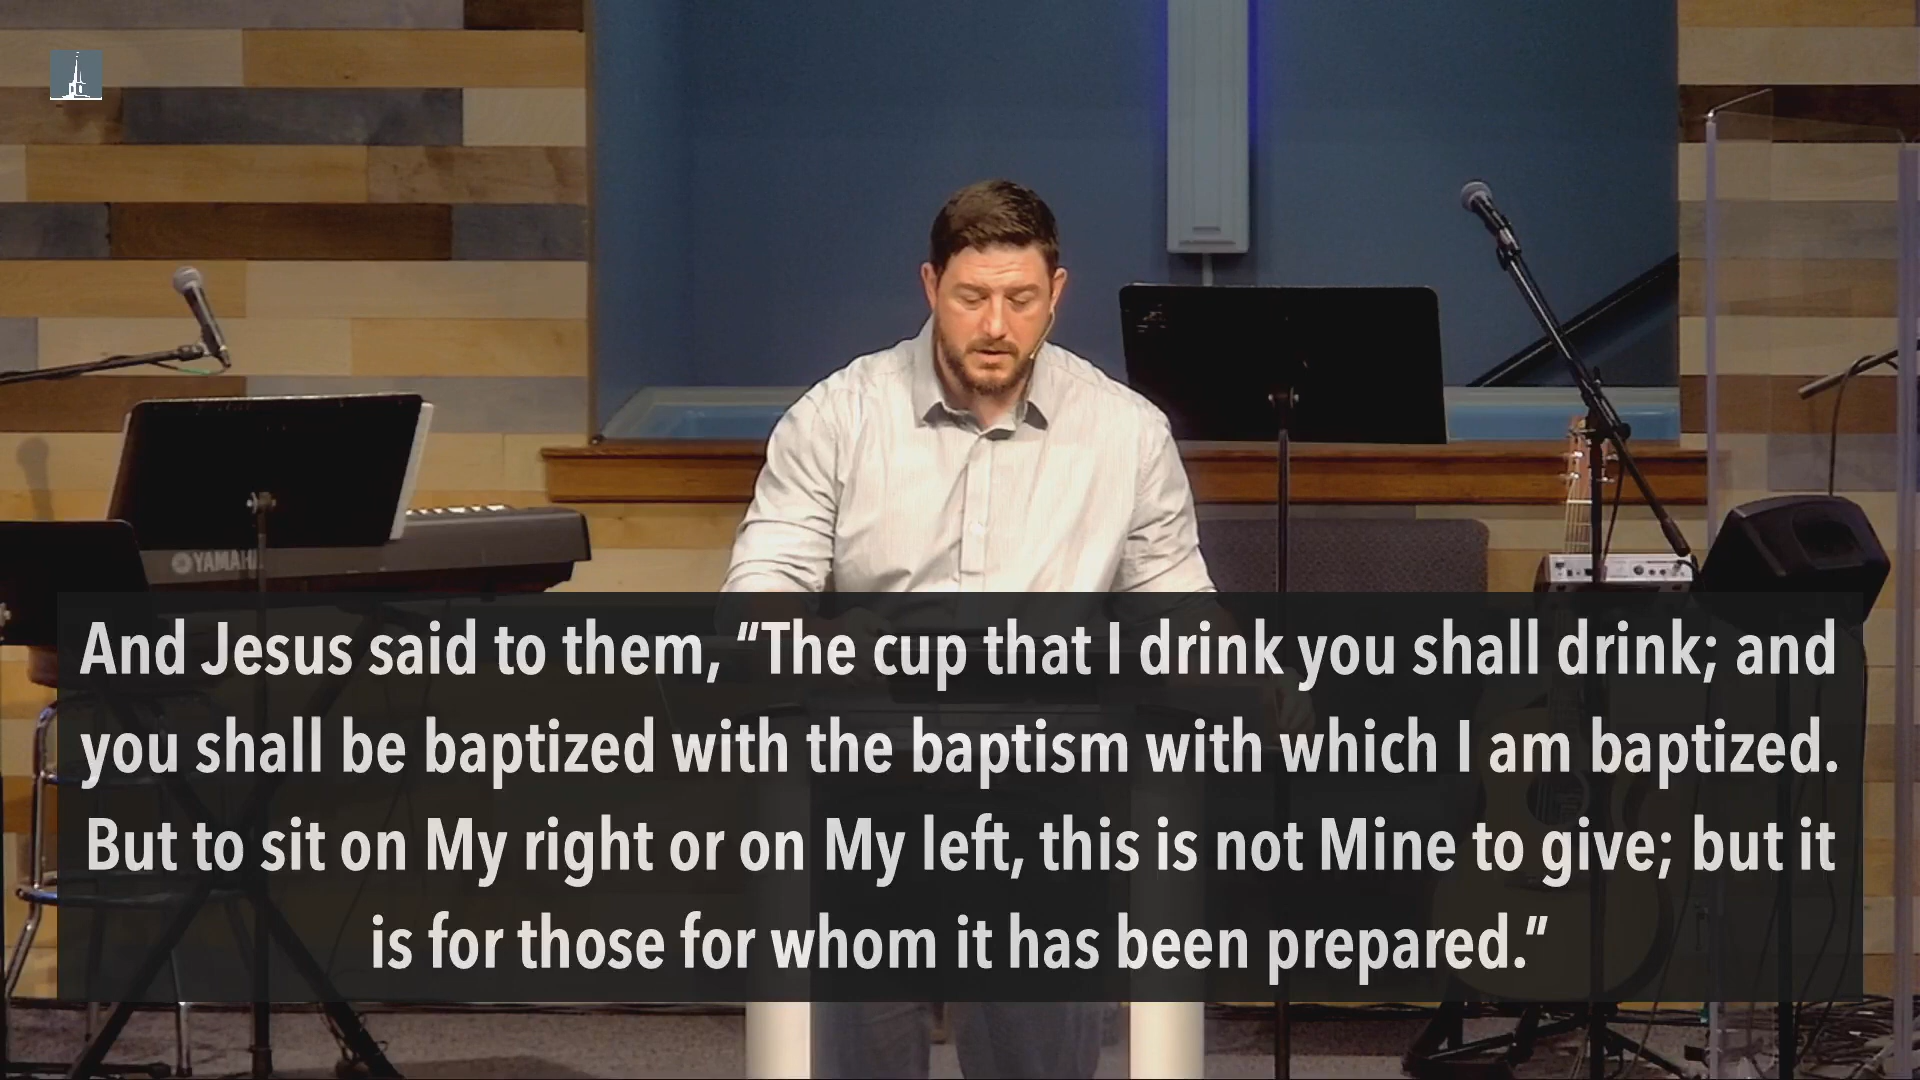 YAMAHA
And Jesus said to them, “The cup that I drink you shall drink; and
you shall be baptized with the baptism with which I am baptized.
But to sit on My right or on My left, this is not Mine to give; but it
is for those for whom it has been prepared.”